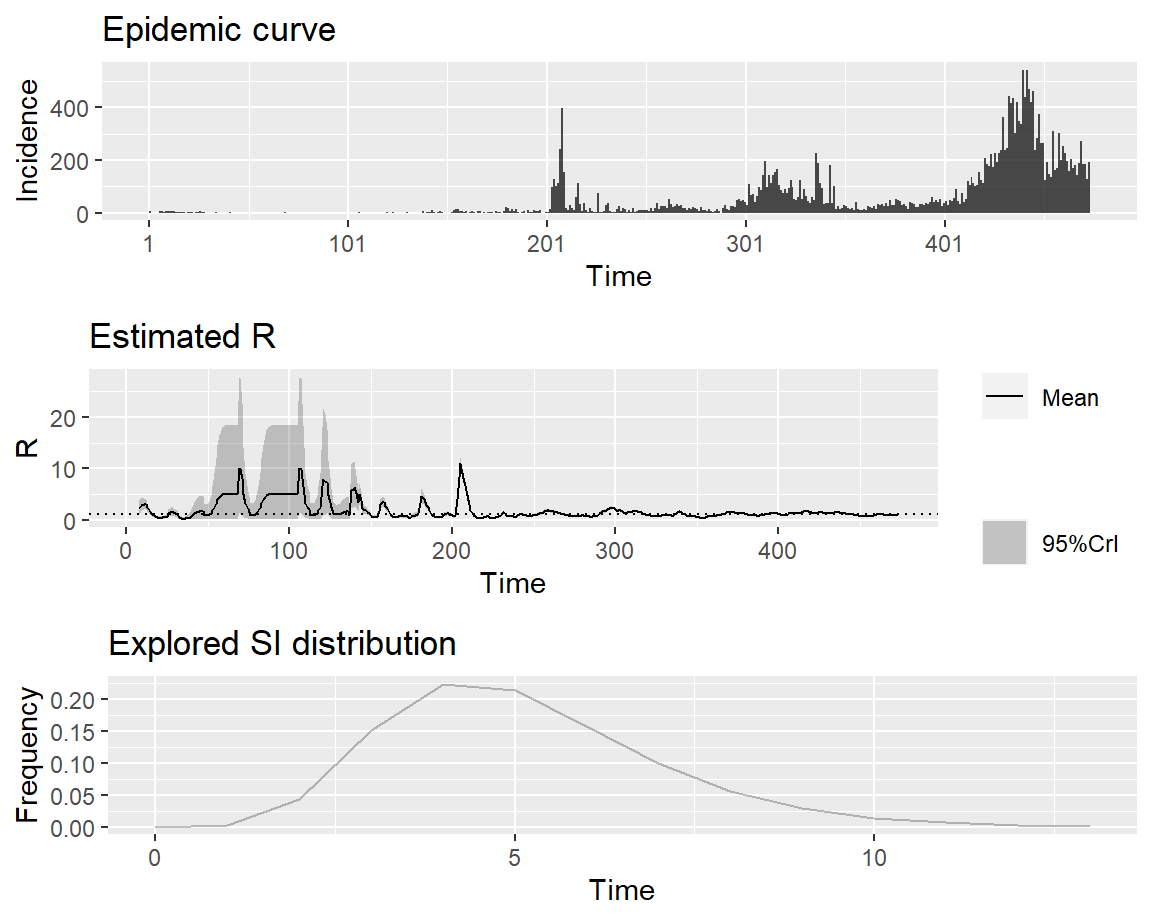 Epidemic curve
Incidence
400
200
0
1 101 201 301 401
Time
Estimated R
R
20
10
0
0 100 200 300 400
Time
Mean
95%CrI
Explored SI distribution
Frequency
0.20
0.15
0.10
0.05
0.00
0 5 10
Time